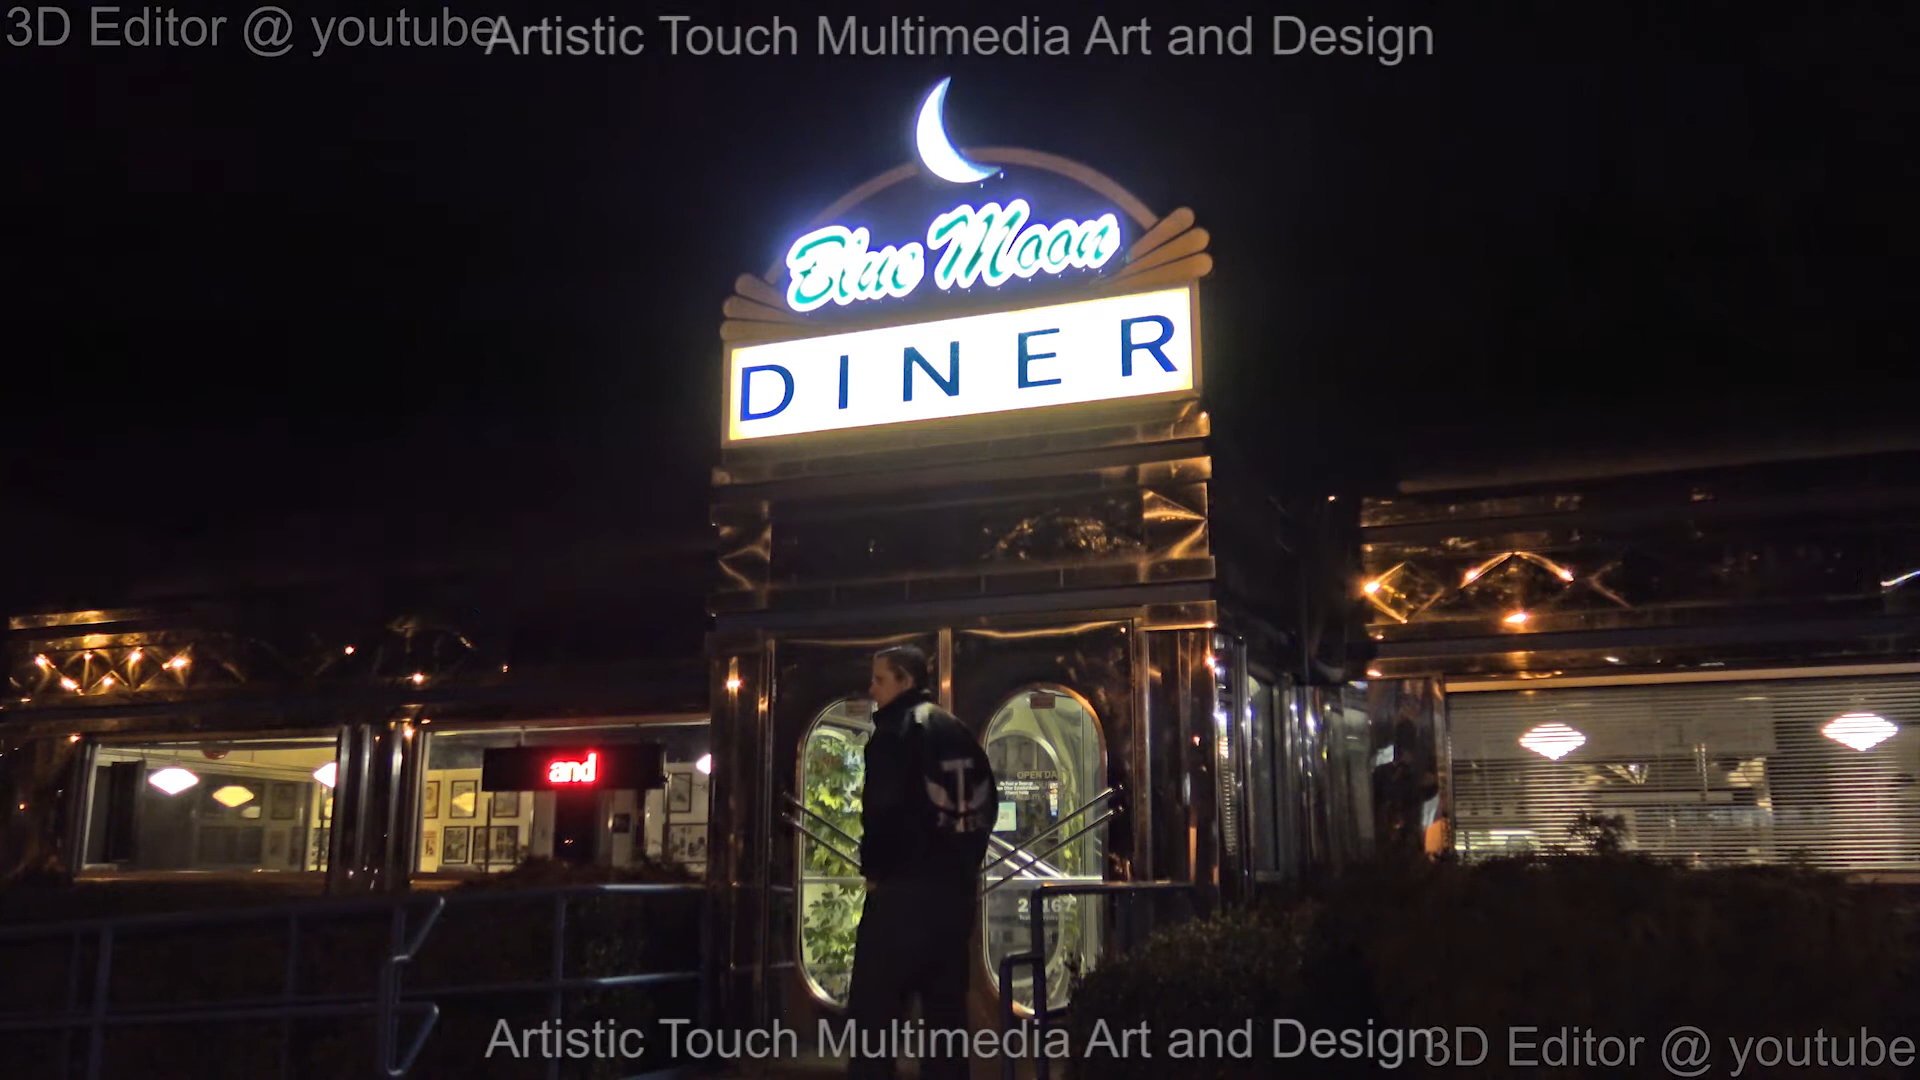 3D Editor @ youtube
Artistic Touch Multimedia Art and Design
Blue Moon
DINER
and
T
OPEN
Artistic Touch Multimedia Art and Design
3D Editor @ youtube